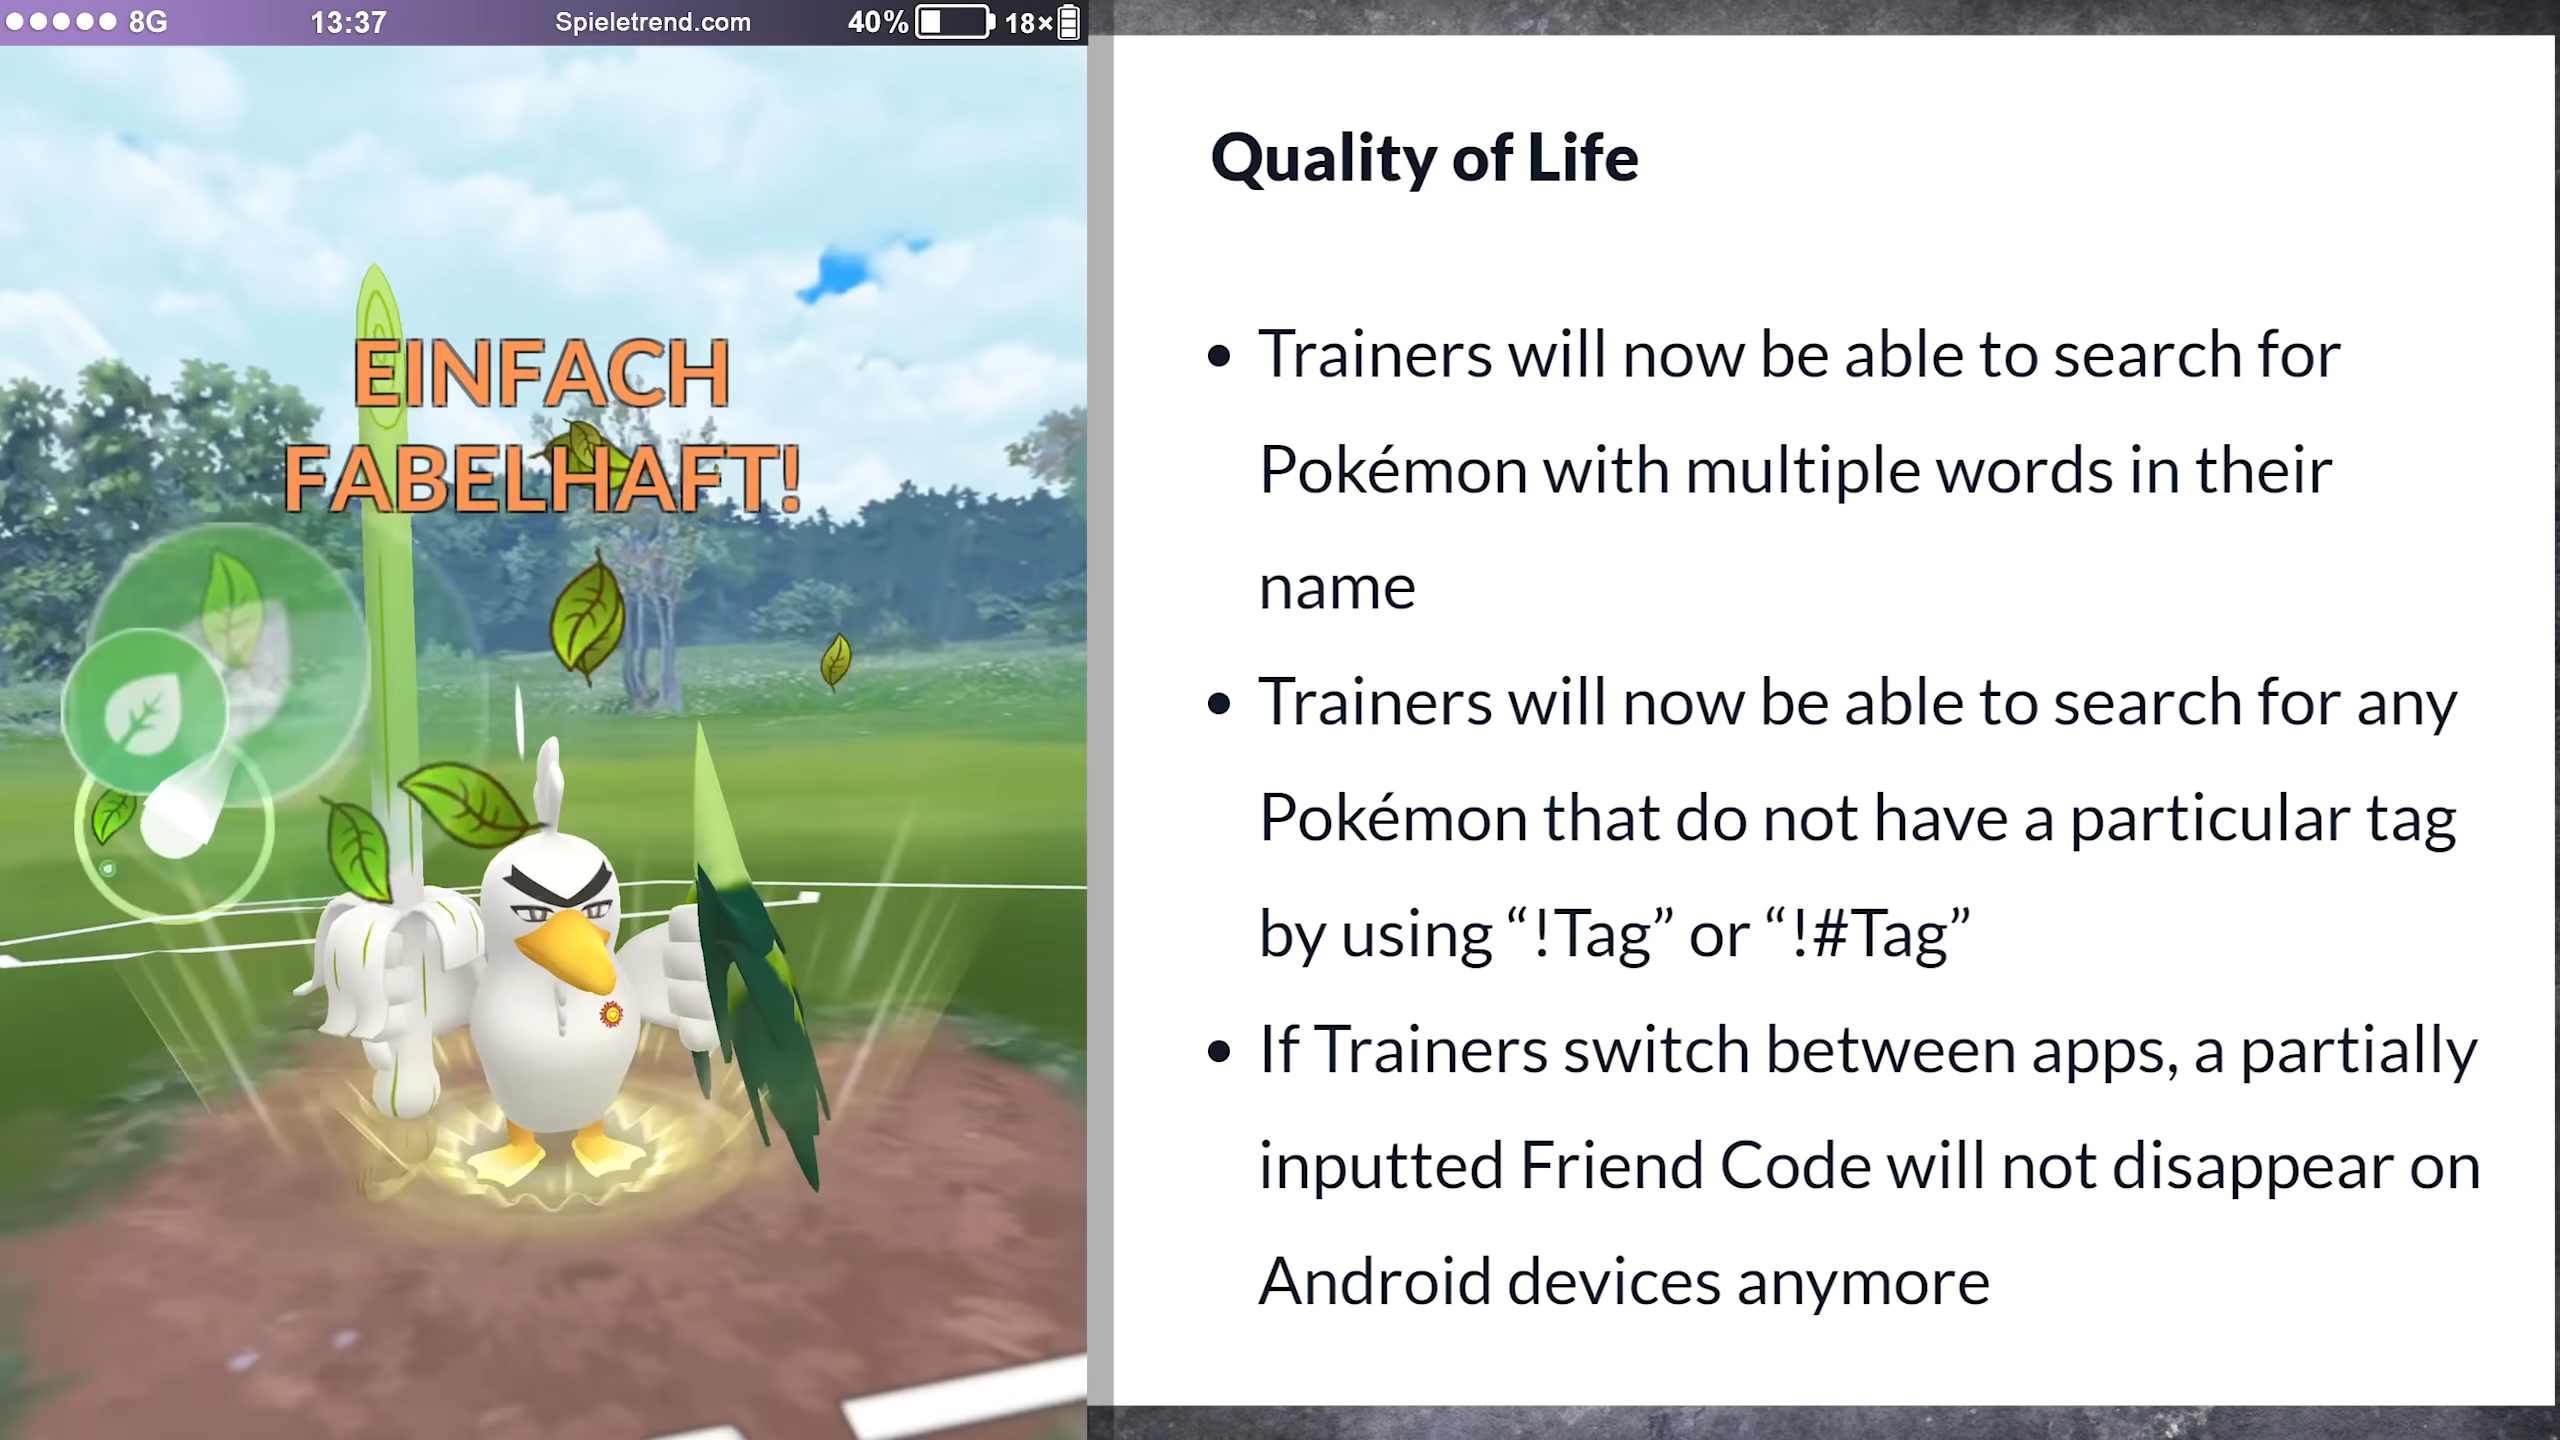 8G 13:37 Spieletrend.com 40% 18×
EINFACH
FABELHAFT!
Quality of Life
• Trainers will now be able to search for
Pokémon with multiple words in their
name
• Trainers will now be able to search for any
Pokémon that do not have a particular tag
by using “!Tag” or “!#Tag”
• If Trainers switch between apps, a partially
inputted Friend Code will not disappear on
Android devices anymore